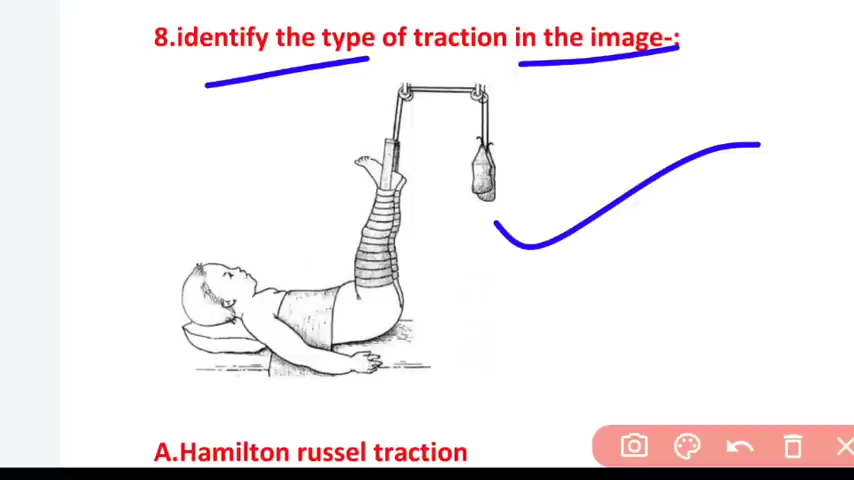 8.identify the type of traction in the image-:
A.Hamilton russel traction